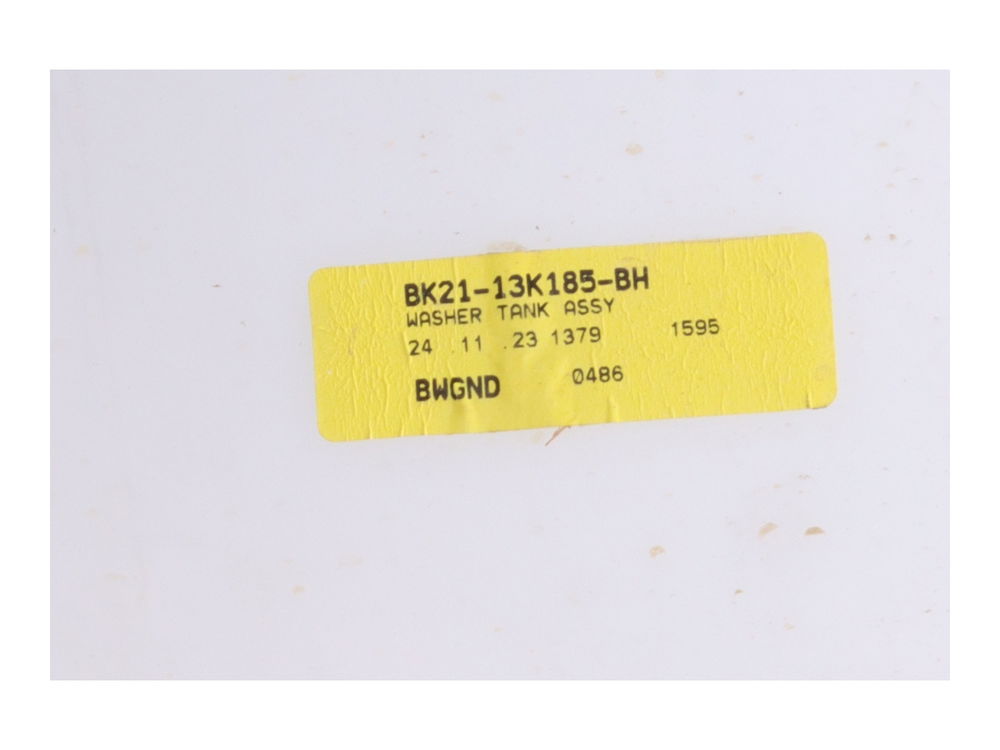 BK21-13K185-BH
WASHER TANK ASSY
24 .11 .23 1379 1595
BWGND 0486